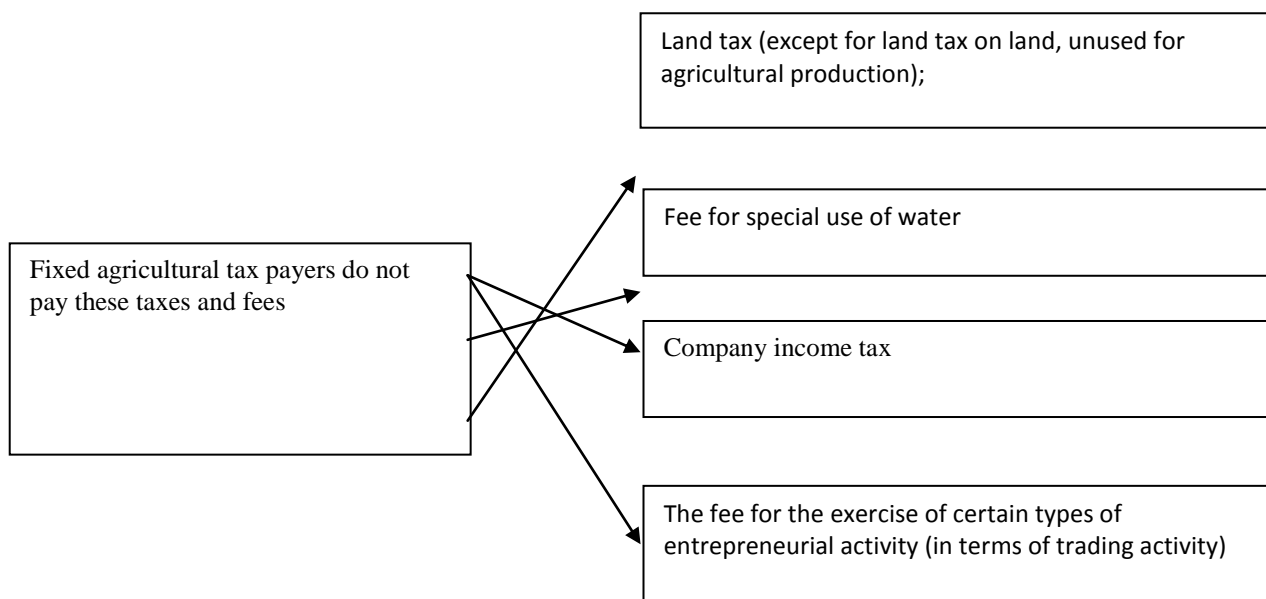 Land tax (except for land tax on land, unused for
agricultural production);
Fee for special use of water
Fixed agricultural tax payers do not
pay these taxes and fees
Company income tax
The fee for the exercise of certain types of
entrepreneurial activity (in terms of trading activity)